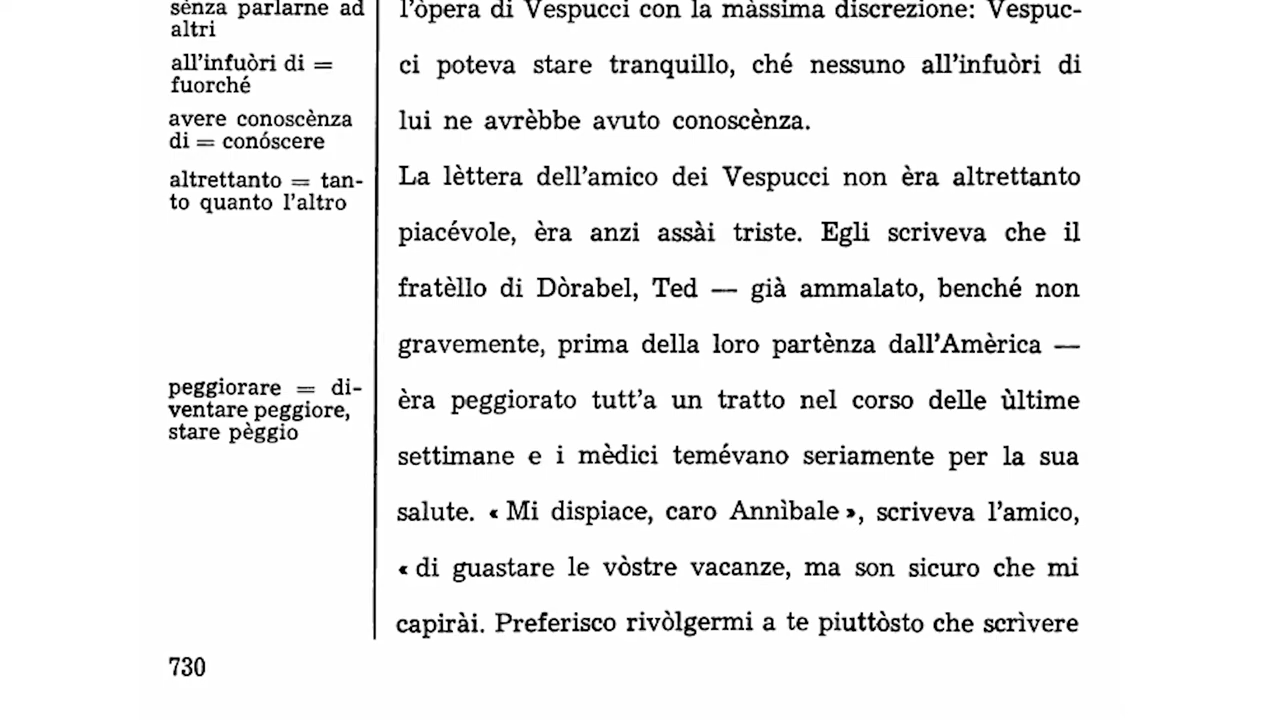 sènza parlarne ad
altri
all'infuòri di =
fuorché
avere conoscènza
di = conóscere
altrettanto = tan-
to quanto l'altro
peggiorare = di-
ventare peggiore,
stare pèggio
l'òpera di Vespucci con la màssima discrezione: Vespuc-
ci poteva stare tranquillo, ché nessuno all'infuòri di
lui ne avrèbbe avuto conoscènza.
La lèttera dell'amico dei Vespucci non èra altrettanto
piacévole, èra anzi assài triste. Egli scriveva che il
fratèllo di Dòrabel, Ted — già ammalato, benché non
gravemente, prima della loro partènza dall'Amèrica —
èra peggiorato tutt'a un tratto nel corso delle ùltime
settimane e i mèdici temévano seriamente per la sua
salute. « Mi dispiace, caro Annìbale », scriveva l'amico,
« di guastare le vòstre vacanze, ma son sicuro che mi
capirài. Preferisco rivòlgermi a te piuttòsto che scrìvere
730